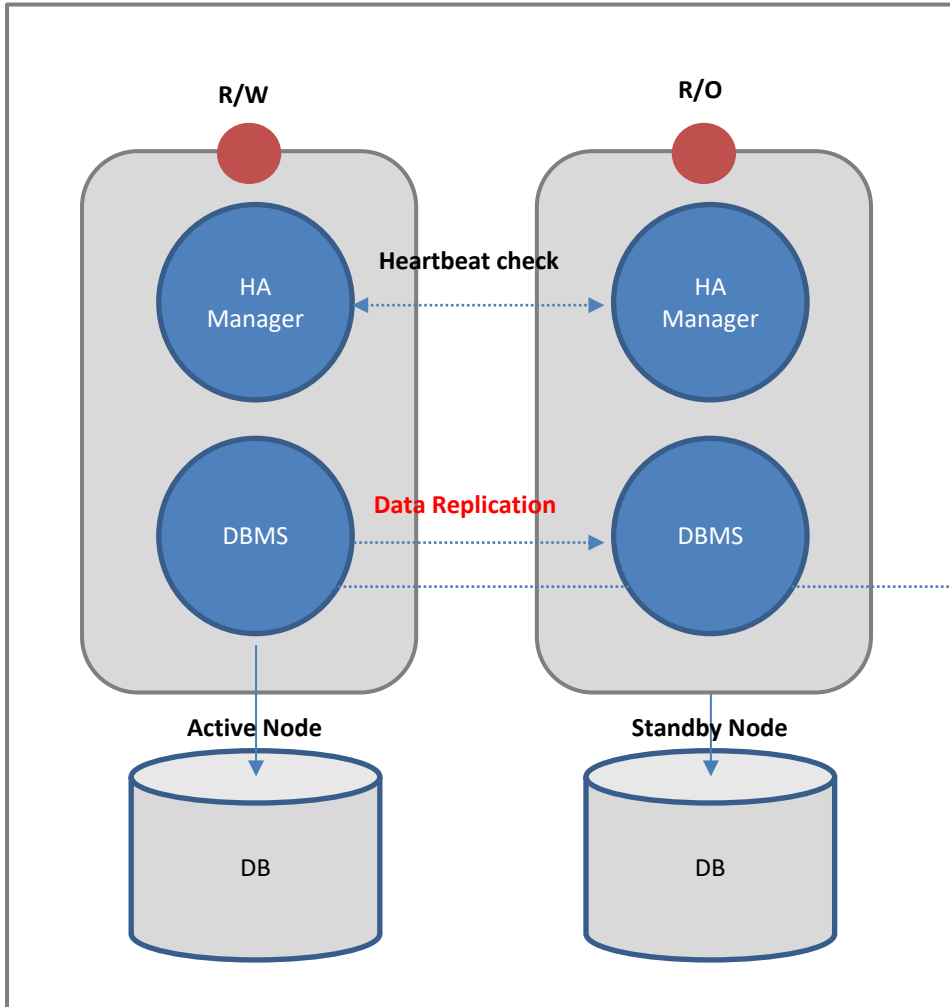 R/W
R/O
HA
Manager
Heartbeat check
HA
Manager
DBMS
Data Replication
DBMS
Active Node
Standby Node
DB
DB